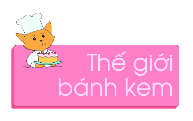 Thế giới
bánh kem